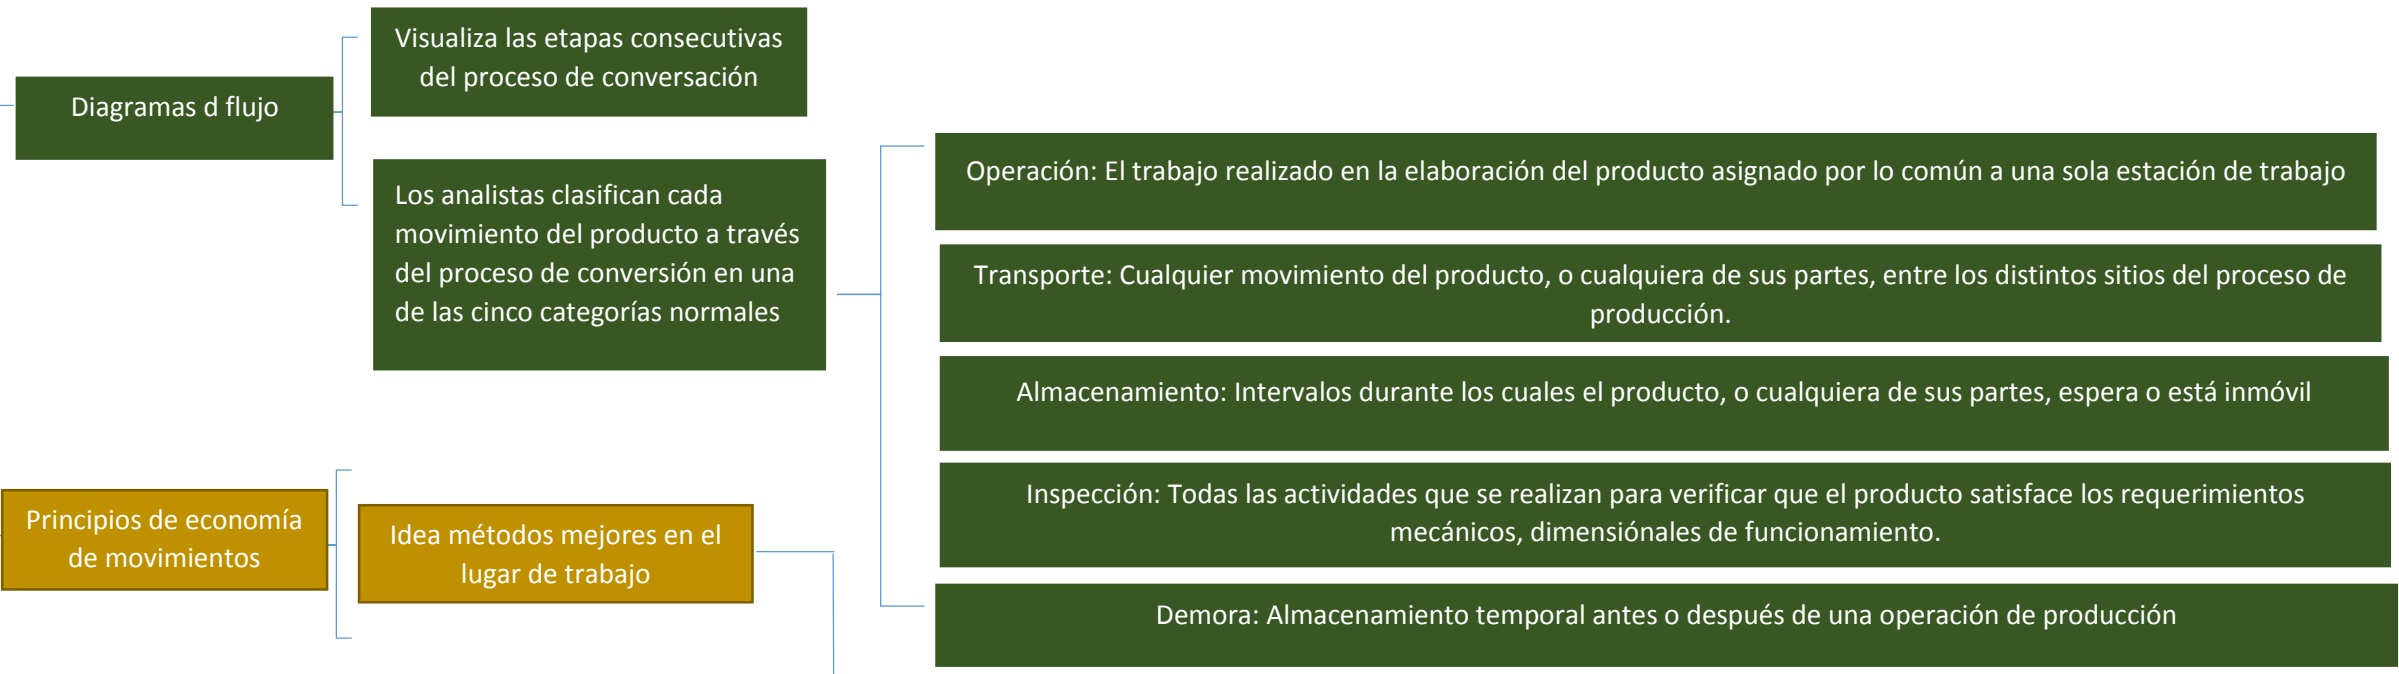 Visualiza las etapas consecutivas
del proceso de conversación
Diagramas d flujo
Los analistas clasifican cada
movimiento del producto a través
del proceso de conversión en una
de las cinco categorías normales
Operación: El trabajo realizado en la elaboración del producto asignado por lo común a una sola estación de trabajo
Transporte: Cualquier movimiento del producto, o cualquiera de sus partes, entre los distintos sitios del proceso de
producción.
Almacenamiento: Intervalos durante los cuales el producto, o cualquiera de sus partes, espera o está inmóvil
Inspección: Todas las actividades que se realizan para verificar que el producto satisface los requerimientos
mecánicos, dimensiónales de funcionamiento.
Demora: Almacenamiento temporal antes o después de una operación de producción
Principios de economía
de movimientos
Idea métodos mejores en el
lugar de trabajo